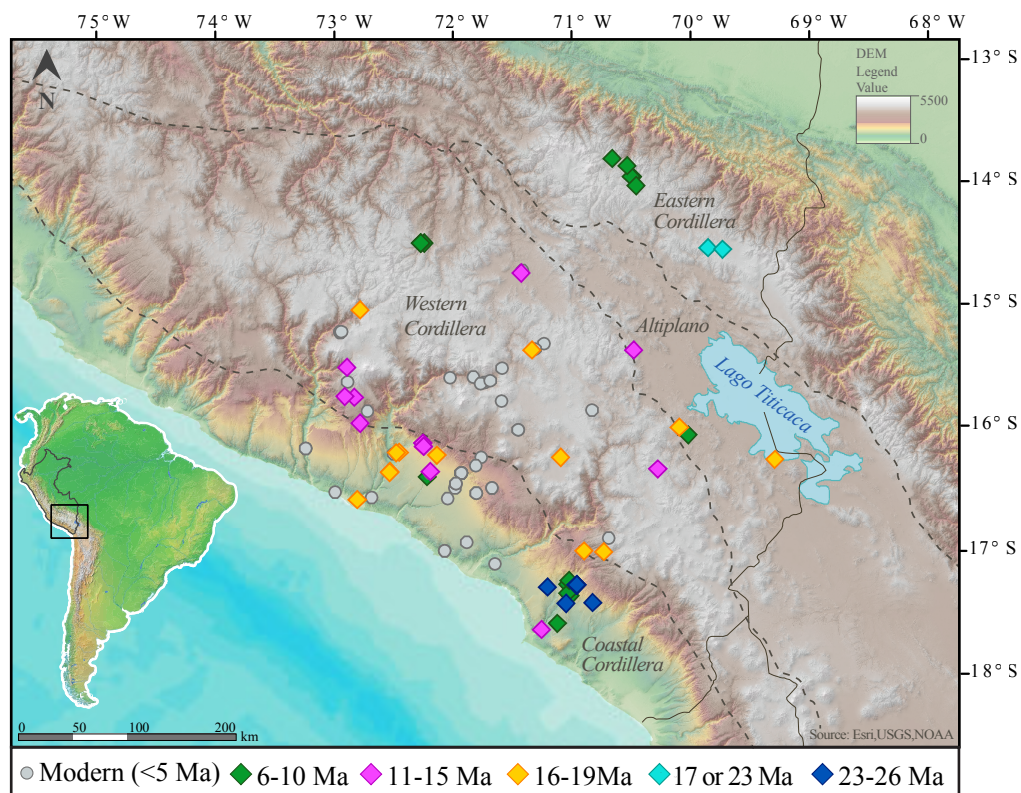 75° W 74° W 73° W 72° W 71° W 70° W 69° W 68° W
N
DEM
Legend
Value
5500
0
13° S
14° S
15° S
16° S
17° S
18° S
Eastern
Cordillera
Western
Cordillera
Altiplano
Lago Titicaca
Coastal
Cordillera
0 50 100 200
km
Source: Esri,USGS,NOAA
Modern (<5 Ma) 6-10 Ma 11-15 Ma 16-19Ma 17 or 23 Ma 23-26 Ma